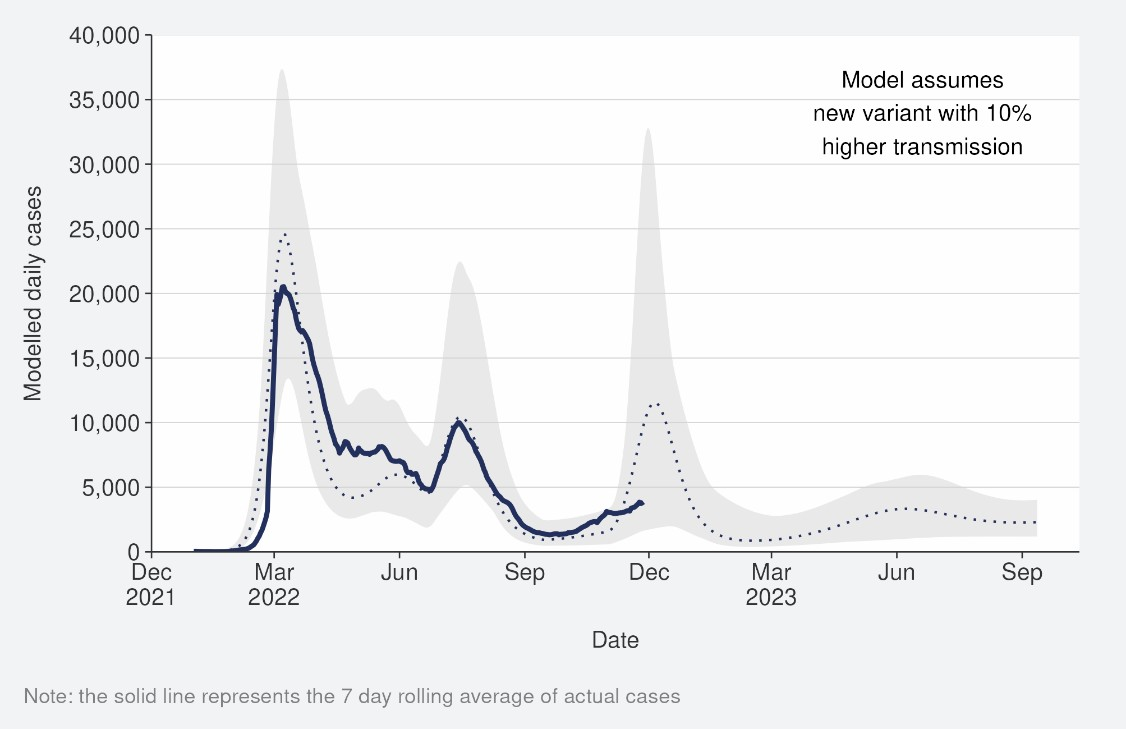 40,000
35,000
30,000
25,000
20,000
15,000
10,000
5,000
0
Modelled daily cases
Model assumes
new variant with 10%
higher transmission
Dec Mar Jun Sep Dec Mar Jun Sep
2021 2022 2023
Date
Note: the solid line represents the 7 day rolling average of actual cases